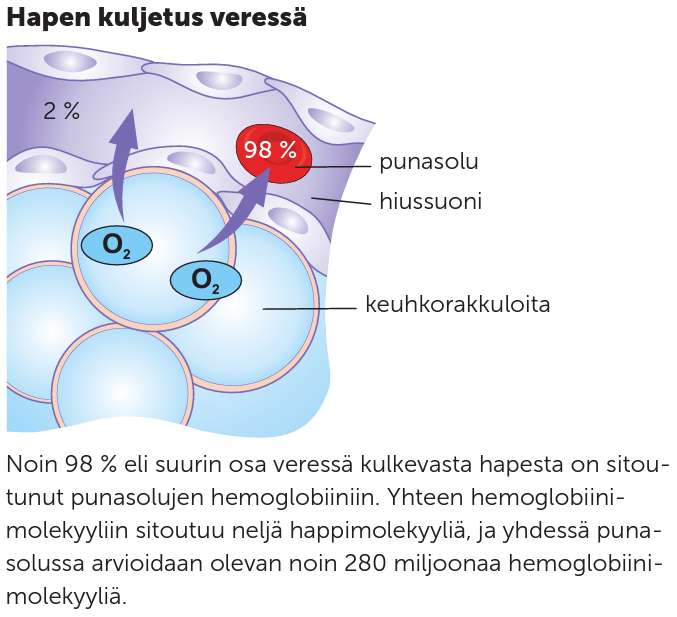 Hapen kuljetus veressä
2 %
98 %
punasolu
hiussuoni
O₂
O₂
keuhkorakkuloita
Noin 98 % eli suurin osa veressä kulkevasta hapesta on sitou-
tunut punasolujen hemoglobiiniin. Yhteen hemoglobiini-
molekyyliin sitoutuu neljä happimolekyyliä, ja yhdessä puna-
solussa arvioidaan olevan noin 280 miljoonaa hemoglobiini-
molekyyliä.